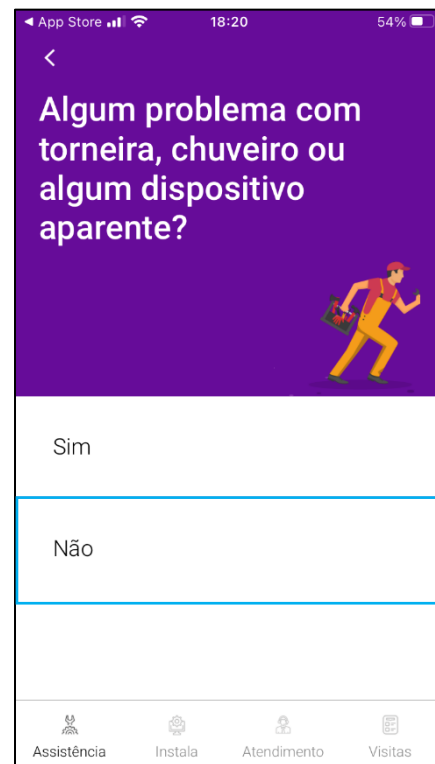 App Store 18:20 54%
Algum problema com
torneira, chuveiro ou
algum dispositivo
aparente?
Sim
Não
Assistência Instala Atendimento Visitas